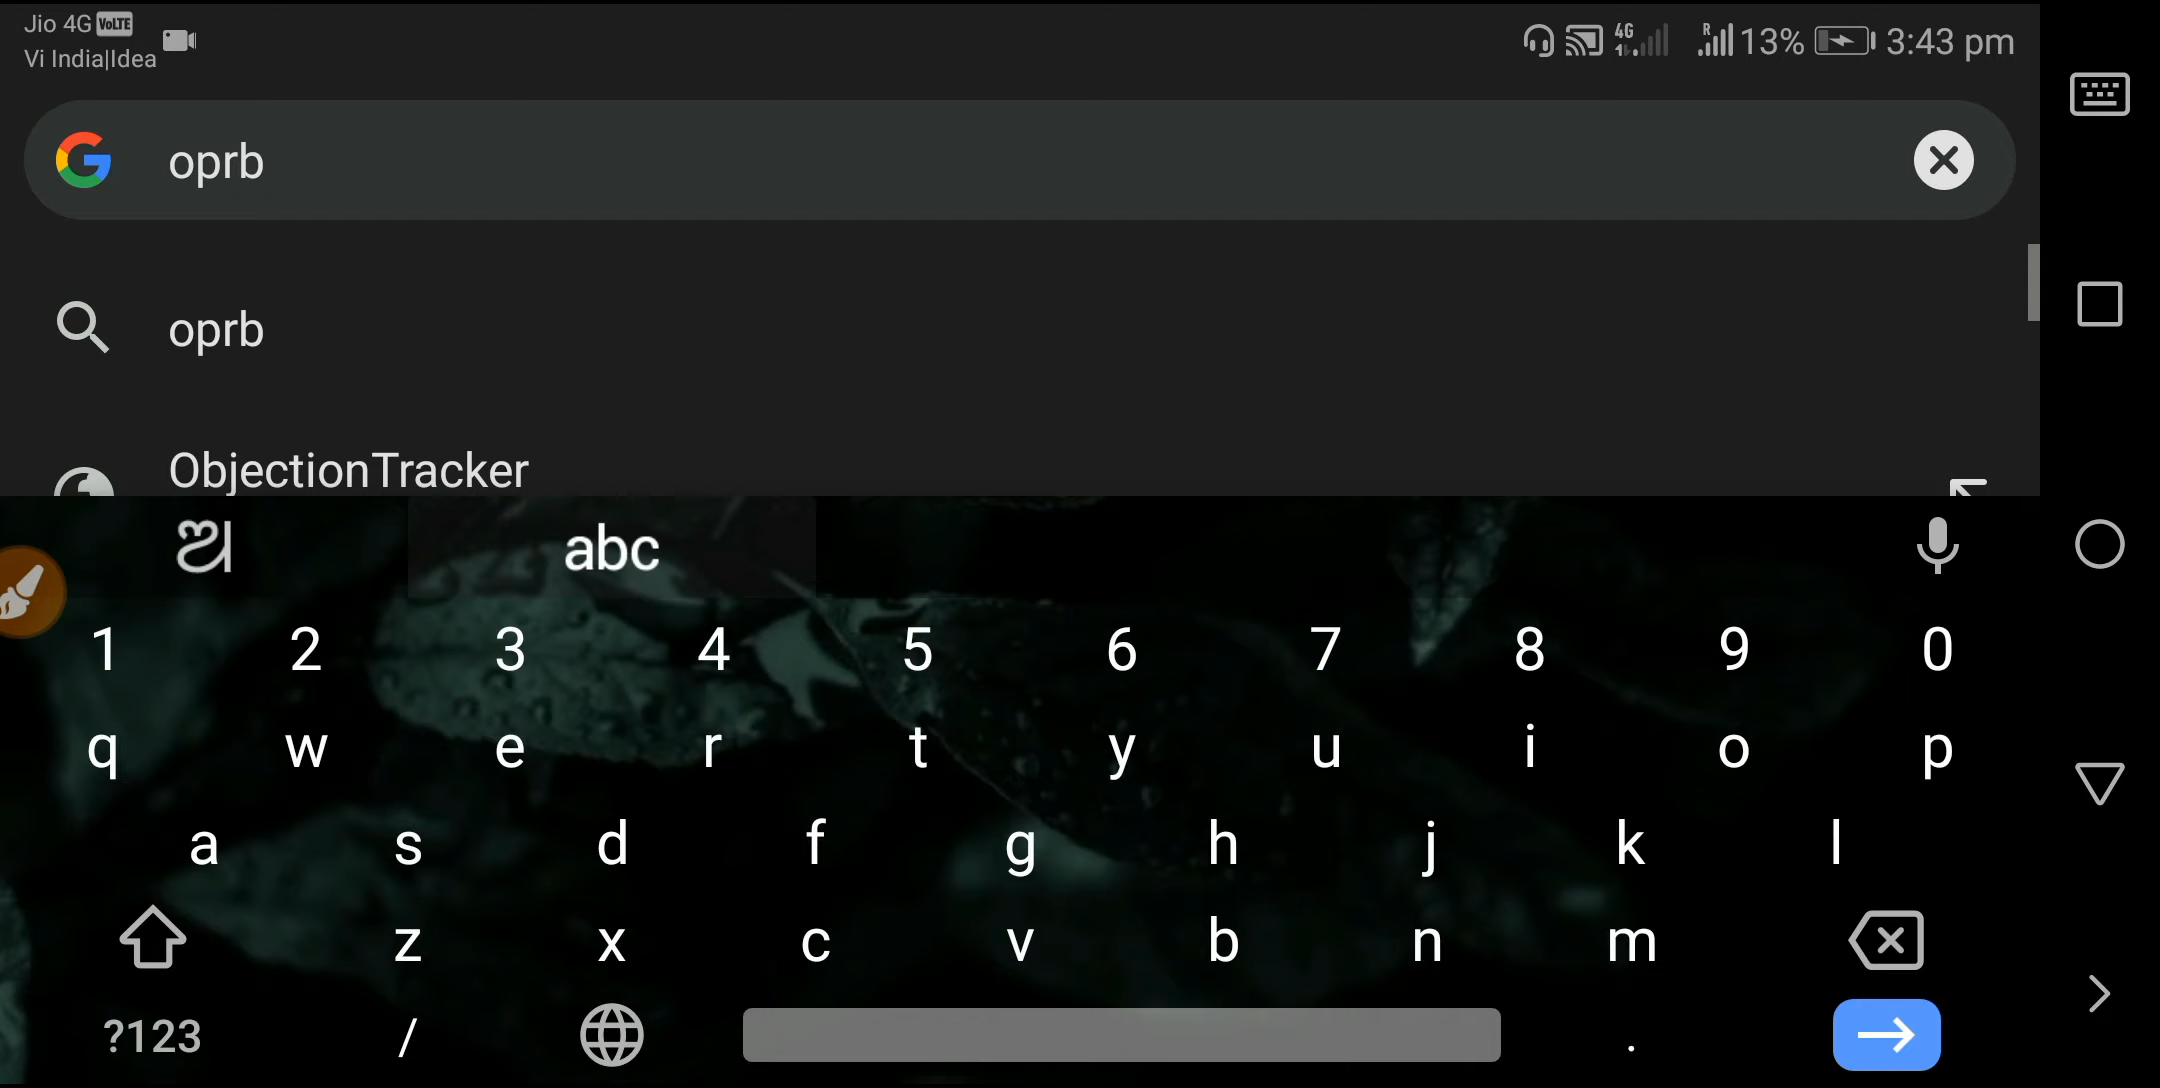 Jio 4G VoLTE
Vi India|Idea
4G R 13% 3:43 pm
oprb
oprb
ObjectionTracker
ଅ abc
1 2 3 4 5 6 7 8 9 0
q w e r t y u i o p
a s d f g h j k l
z x c v b n m
?123 / .